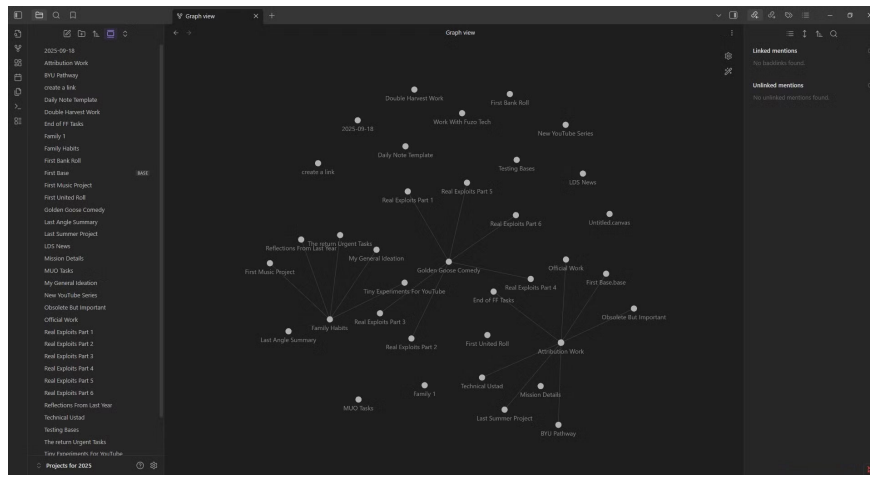 Graph view
Graph view
2025-09-18
Attribution Work
BYU Pathway
create a link
Daily Note Template
Double Harvest Work
End of FF Tasks
Family 1
Family Habits
First Bank Roll
First Base BASE
First Music Project
First United Roll
Golden Goose Comedy
Last Angle Summary
Last Summer Project
LDS News
Mission Details
MUO Tasks
My General Ideation
New YouTube Series
Obsolete But Important
Official Work
Real Exploits Part 1
Real Exploits Part 2
Real Exploits Part 3
Real Exploits Part 4
Real Exploits Part 5
Real Exploits Part 6
Reflections From Last Year
Technical Ustad
Testing Bases
The return Urgent Tasks
Tiny Experiments For YouTube
Projects for 2025
Double Harvest Work
First Bank Roll
Work With Fuzo Tech
2025-09-18
New YouTube Series
Daily Note Template
create a link
Testing Bases
LDS News
Real Exploits Part 5
Real Exploits Part 1
Real Exploits Part 6
Untitled.canvas
The return Urgent Tasks
Reflections From Last Year
My General Ideation
First Music Project
Golden Goose Comedy
Official Work
First Base.base
Tiny Experiments For YouTube
Real Exploits Part 4
End of FF Tasks
Obsolete But Important
Real Exploits Part 3
Family Habits
Last Angle Summary
Real Exploits Part 2
First United Roll
Attribution Work
Technical Ustad
Family 1
Mission Details
MUO Tasks
Last Summer Project
BYU Pathway
Linked mentions
No backlinks found.
Unlinked mentions
No unlinked mentions found.